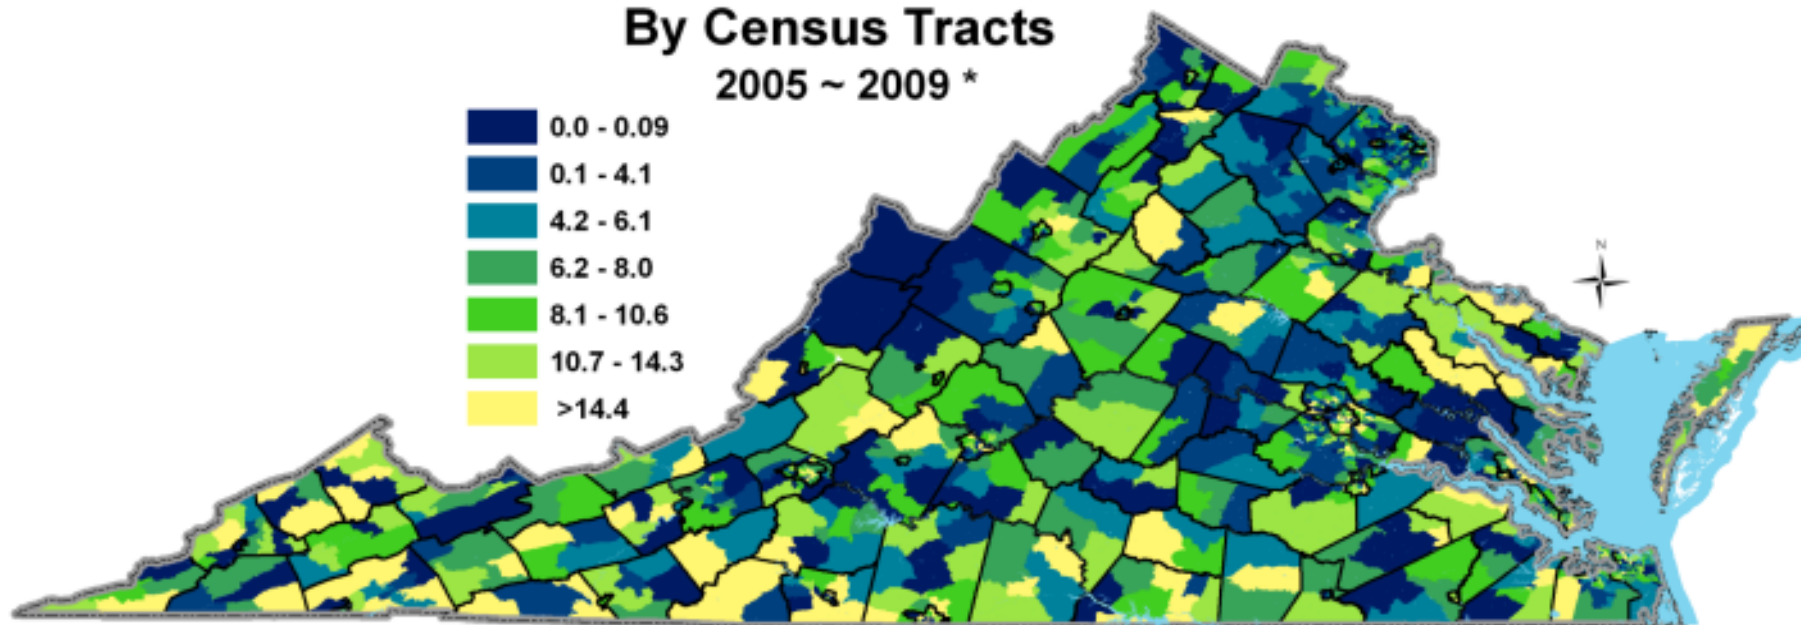 By Census Tracts
2005 ~ 2009 *
0.0 - 0.09
0.1 - 4.1
4.2 - 6.1
6.2 - 8.0
8.1 - 10.6
10.7 - 14.3
>14.4
N